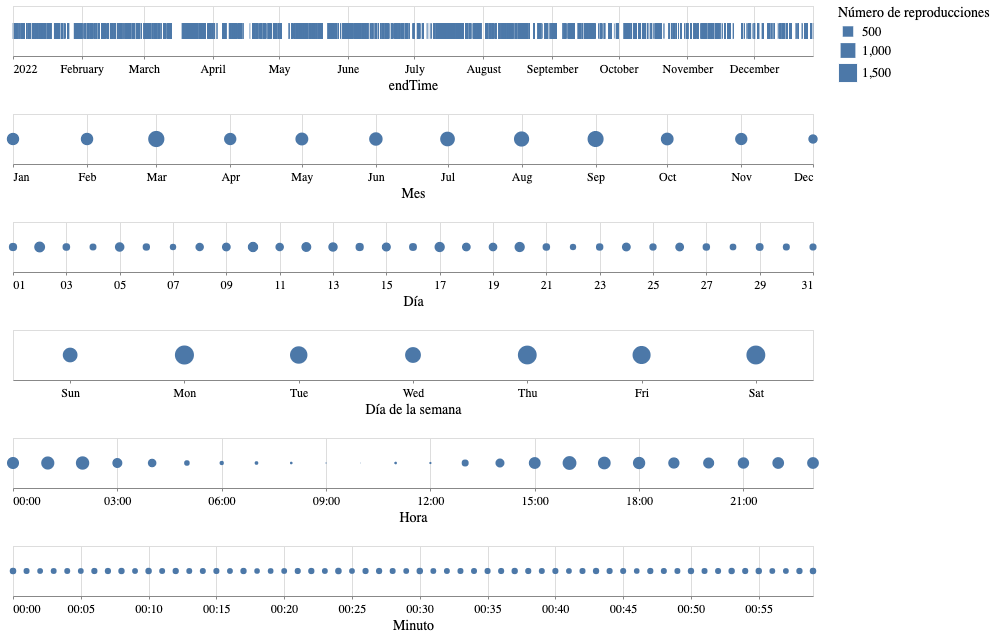 Número de reproducciones
500
1,000
1,500
2022 February March April May June July August September October November December
endTime
Jan Feb Mar Apr May Jun Jul Aug Sep Oct Nov Dec
Mes
01 03 05 07 09 11 13 15 17 19 21 23 25 27 29 31
Día
Sun Mon Tue Wed Thu Fri Sat
Día de la semana
00:00 03:00 06:00 09:00 12:00 15:00 18:00 21:00
Hora
00:00 00:05 00:10 00:15 00:20 00:25 00:30 00:35 00:40 00:45 00:50 00:55
Minuto